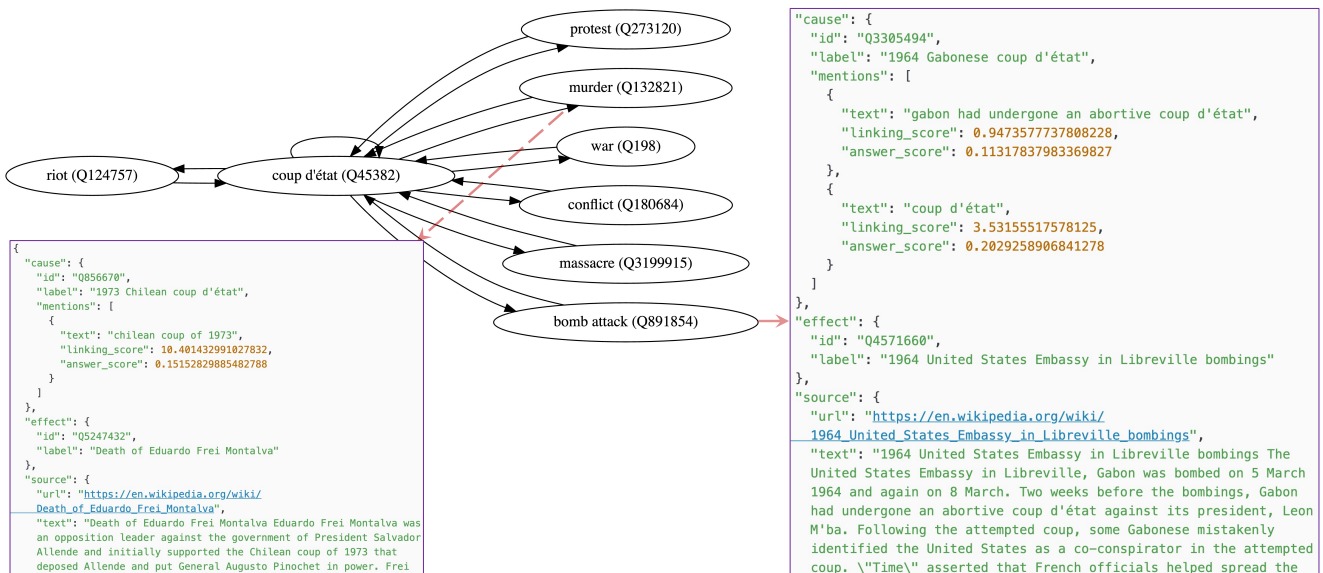 protest (Q273120)
murder (Q132821)
war (Q198)
riot (Q124757)
coup d'état (Q45382)
conflict (Q180684)
massacre (Q3199915)
bomb attack (Q891854)
{
"cause": {
"id": "Q856670",
"label": "1973 Chilean coup d'état",
"mentions": [
{
"text": "chilean coup of 1973",
"linking_score": 10.401432991027832,
"answer_score": 0.15152829885482788
}
]
},
"effect": {
"id": "Q5247432",
"label": "Death of Eduardo Frei Montalva"
},
"source": {
"url": "https://en.wikipedia.org/wiki/
Death_of_Eduardo_Frei_Montalva",
"text": "Death of Eduardo Frei Montalva Eduardo Frei Montalva was
an opposition leader against the government of President Salvador
Allende and initially supported the Chilean coup of 1973 that
deposed Allende and put General Augusto Pinochet in power. Frei
"cause": {
"id": "Q3305494",
"label": "1964 Gabonese coup d'état",
"mentions": [
{
"text": "gabon had undergone an abortive coup d'état",
"linking_score": 0.9473577737808228,
"answer_score": 0.11317837983369827
},
{
"text": "coup d'état",
"linking_score": 3.53155517578125,
"answer_score": 0.2029258906841278
}
]
},
"effect": {
"id": "Q4571660",
"label": "1964 United States Embassy in Libreville bombings"
},
"source": {
"url": "https://en.wikipedia.org/wiki/
1964_United_States_Embassy_in_Libreville_bombings",
"text": "1964 United States Embassy in Libreville bombings The
United States Embassy in Libreville, Gabon was bombed on 5 March
1964 and again on 8 March. Two weeks before the bombings, Gabon
had undergone an abortive coup d'état against its president, Leon
M'ba. Following the attempted coup, some Gabonese mistakenly
identified the United States as a co-conspirator in the attempted
coup. \"Time\" asserted that French officials helped spread the